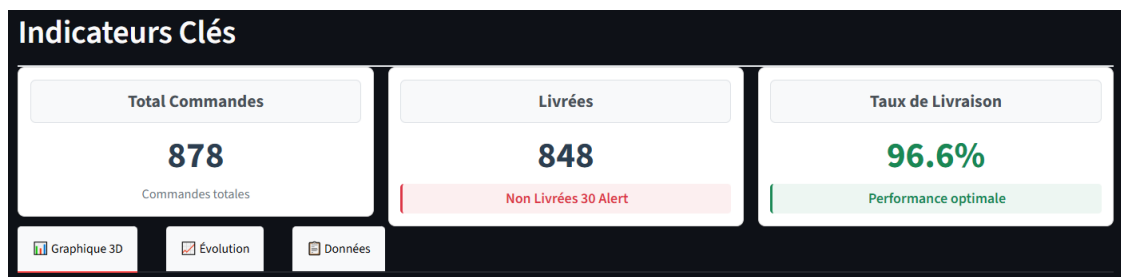 Indicateurs Clés
Total Commandes
878
Commandes totales
Livrées
848
Non Livrées 30 Alert
Taux de Livraison
96.6%
Performance optimale
Graphique 3D
Évolution
Données